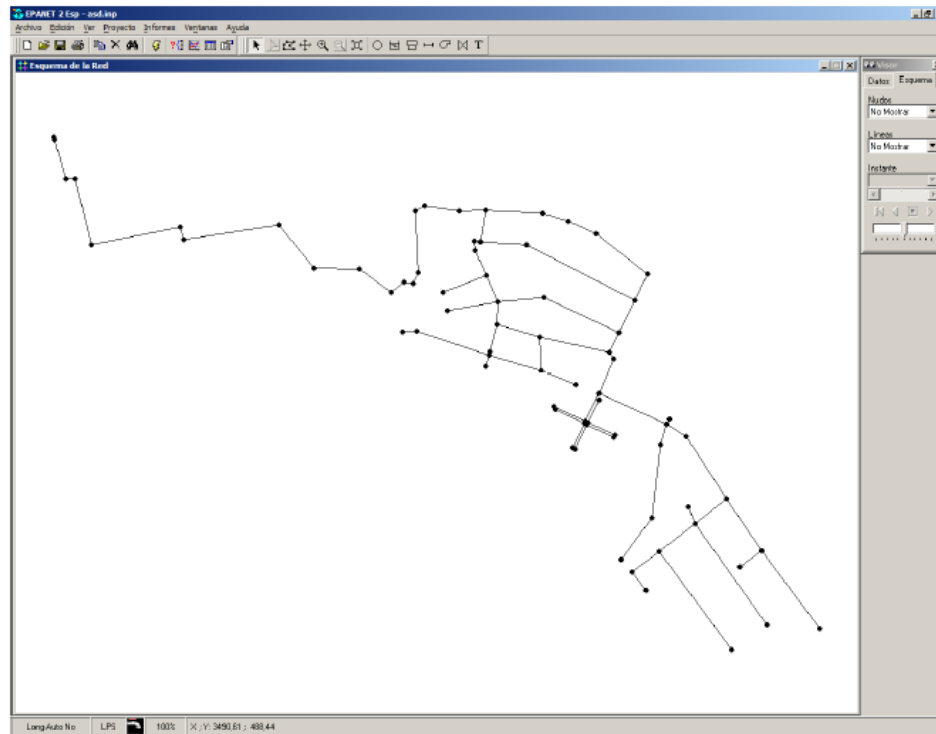 EPANET 2 Esp - asd.inp
Archivo Edición Ver Proyecto Informes Ventanas Ayuda
T
Esquema de la Red
Visor
Datos Esquema
Nudos
No Mostrar
Líneas
No Mostrar
Instante
Long-Auto No LPS 100% X ;Y: 3490,61 ; 488,44